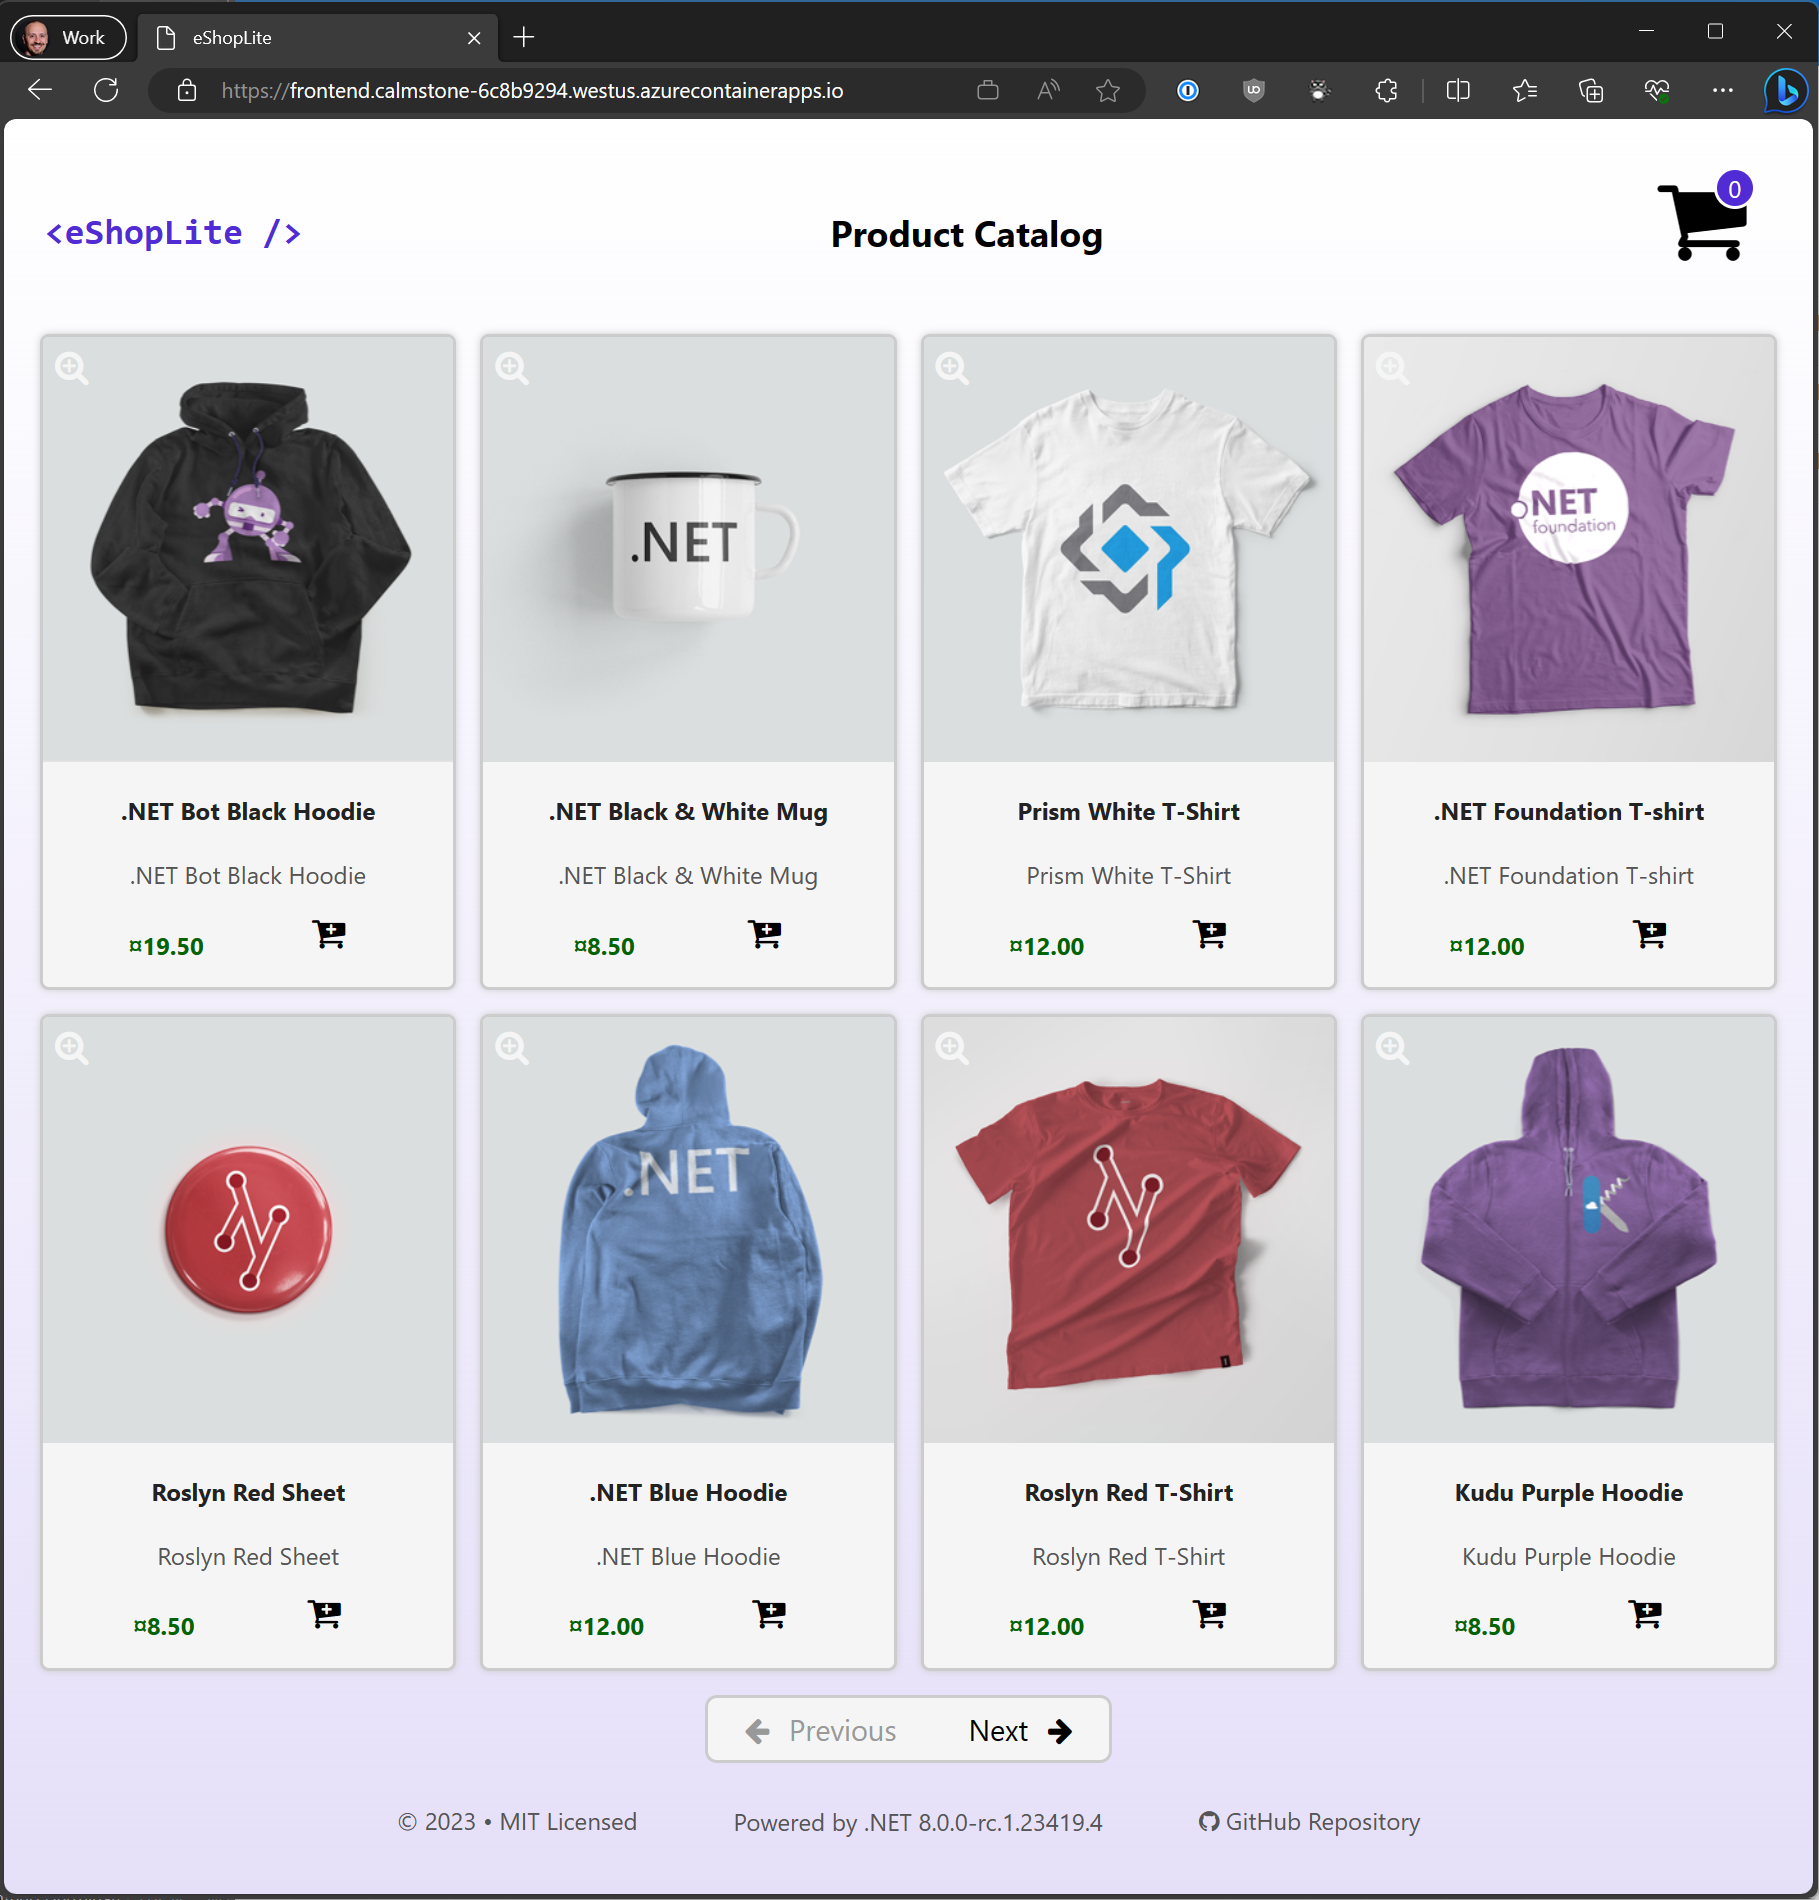 Work
eShopLite
https://frontend.calmstone-6c8b9294.westus.azurecontainerapps.io
<eShopLite />
Product Catalog
0
.NET
.NET
foundation
.NET Bot Black Hoodie
.NET Black & White Mug
Prism White T-Shirt
.NET Foundation T-shirt
.NET Bot Black Hoodie
.NET Black & White Mug
Prism White T-Shirt
.NET Foundation T-shirt
¤19.50
¤8.50
¤12.00
¤12.00
.NET
Roslyn Red Sheet
.NET Blue Hoodie
Roslyn Red T-Shirt
Kudu Purple Hoodie
Roslyn Red Sheet
.NET Blue Hoodie
Roslyn Red T-Shirt
Kudu Purple Hoodie
¤8.50
¤12.00
¤12.00
¤8.50
Previous
Next
© 2023 • MIT Licensed
Powered by .NET 8.0.0-rc.1.23419.4
GitHub Repository